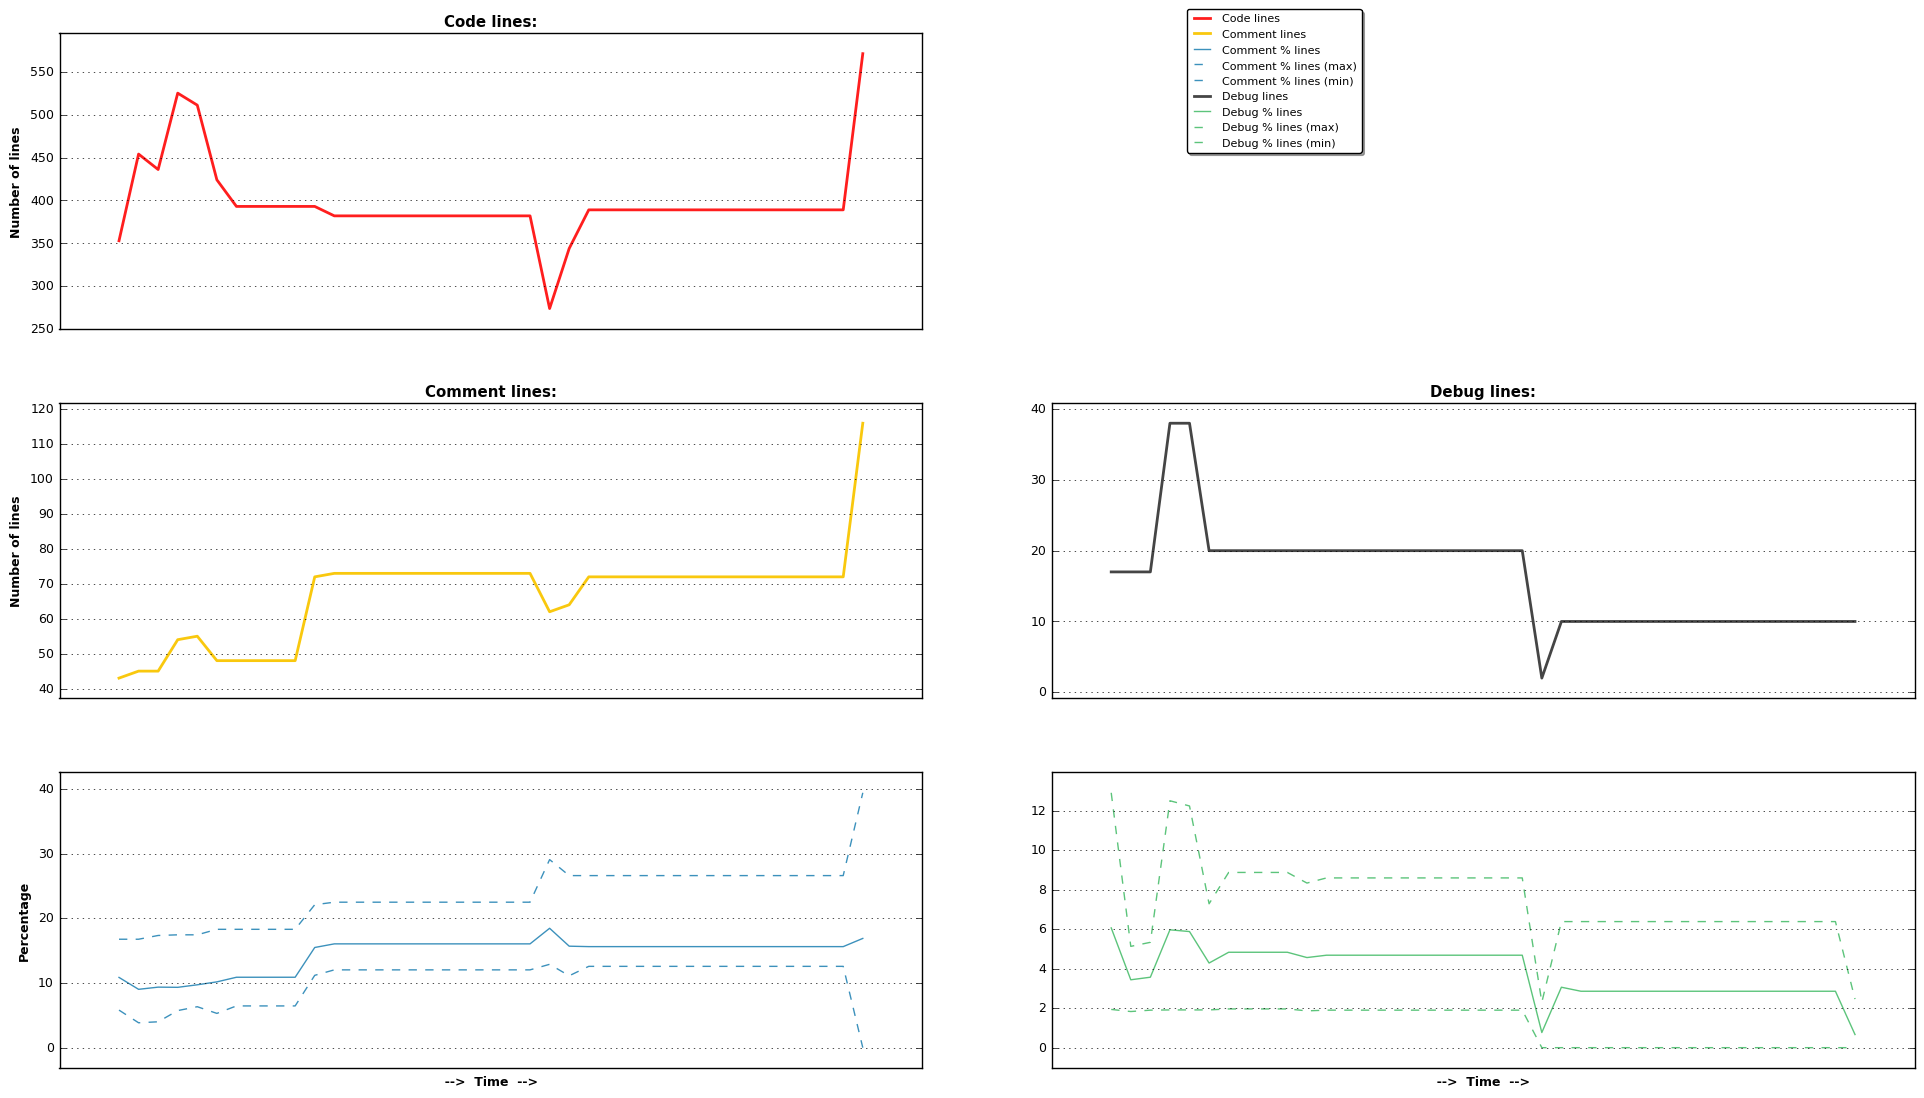 Code lines:
Number of lines
550
500
450
400
350
300
250
Code lines
Comment lines
Comment % lines
Comment % lines (max)
Comment % lines (min)
Debug lines
Debug % lines
Debug % lines (max)
Debug % lines (min)
Comment lines:
Number of lines
120
110
100
90
80
70
60
50
40
Debug lines:
40
30
20
10
0
Percentage
40
30
20
10
0
--> Time -->
12
10
8
6
4
2
0
--> Time -->